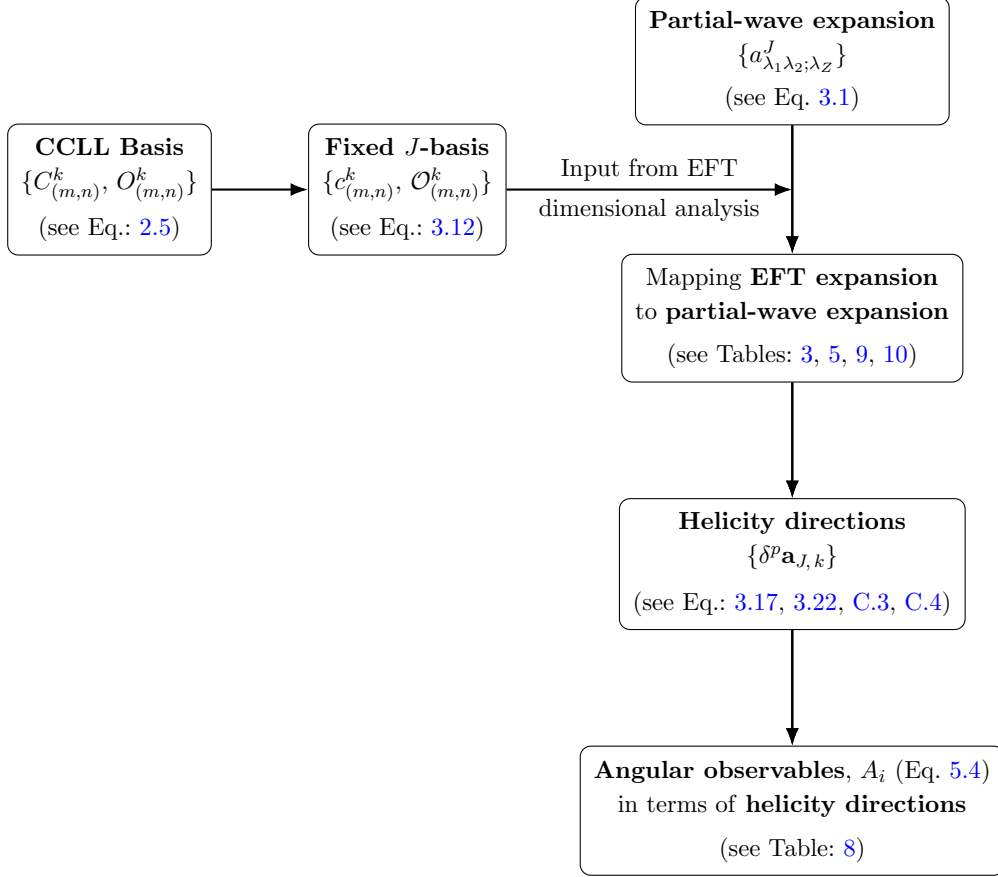 Partial-wave expansion
{a^J_{λ₁λ₂;λ_Z}}
(see Eq. 3.1)
CCLL Basis
{C^k_{(m,n)}, O^k_{(m,n)}}
(see Eq.: 2.5)
Fixed J-basis
{c^k_{(m,n)}, 𝒪^k_{(m,n)}}
(see Eq.: 3.12)
Input from EFT
dimensional analysis
Mapping EFT expansion
to partial-wave expansion
(see Tables: 3, 5, 9, 10)
Helicity directions
{δ^p a_{J, k}}
(see Eq.: 3.17, 3.22, C.3, C.4)
Angular observables, A_i (Eq. 5.4)
in terms of helicity directions
(see Table: 8)